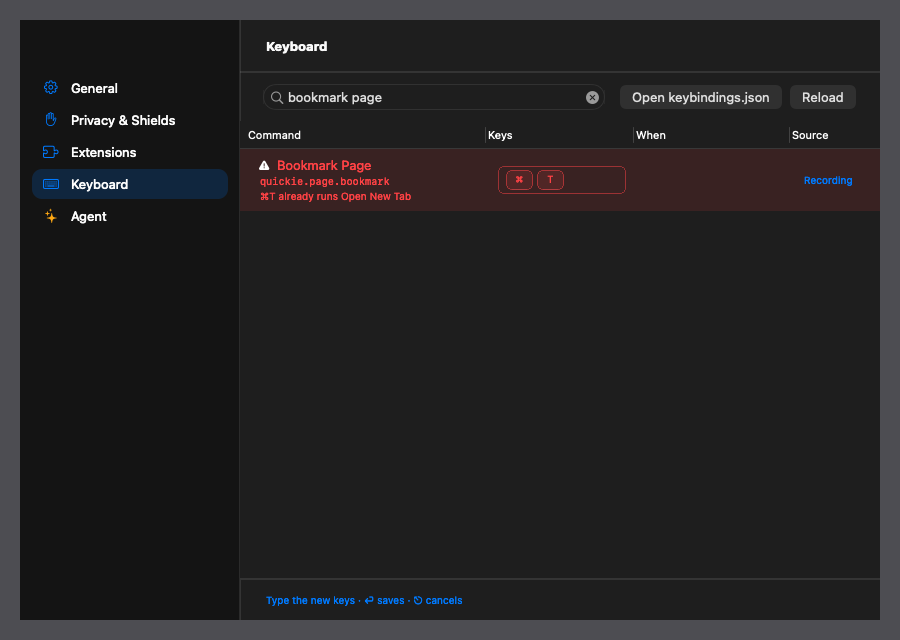 Keyboard
General
Privacy & Shields
Extensions
Keyboard
Agent
bookmark page
Open keybindings.json
Reload
Command Keys When Source
Bookmark Page
quickie.page.bookmark
⌘T already runs Open New Tab
⌘ T
Recording
Type the new keys · ↩ saves · ⎋ cancels